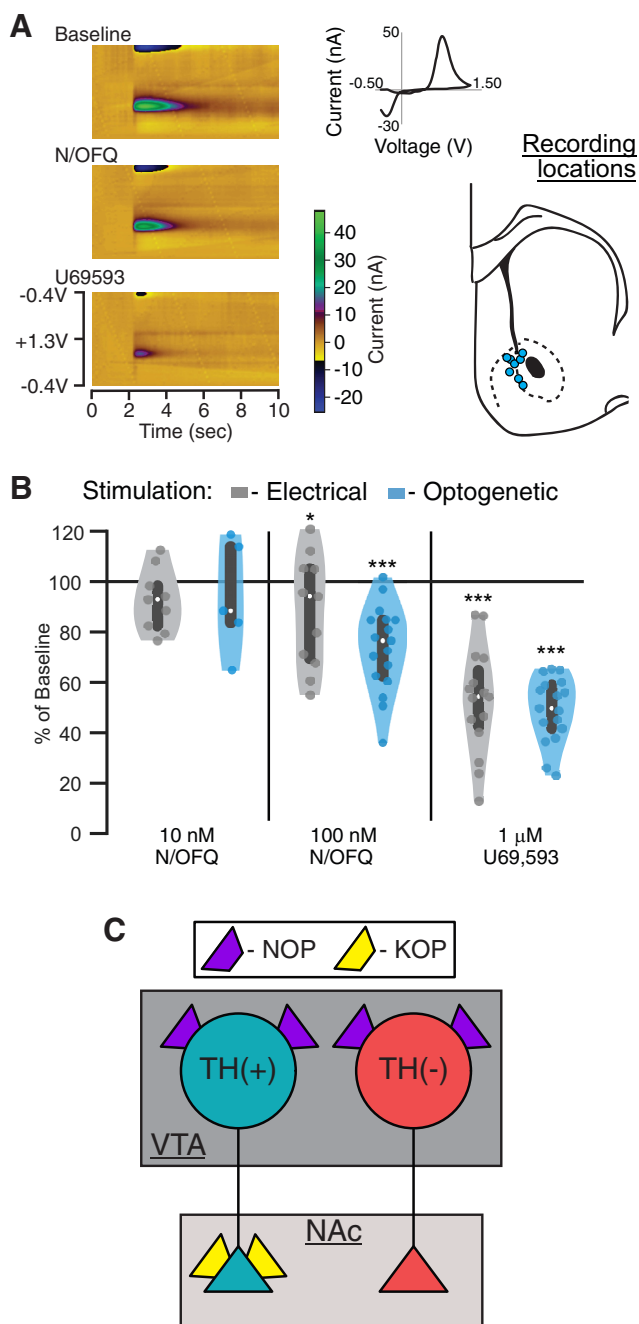 A
Baseline
N/OFQ
U69593
-0.4V
+1.3V
-0.4V
0 2 4 6 8 10
Time (sec)
40
30
20
10
0
-10
-20
Current (nA)
50
-0.50 1.50
-30
Current (nA)
Voltage (V)
Recording
locations
B
Stimulation: - Electrical - Optogenetic
120
100
80
60
40
20
0
% of Baseline
*
***
***
***
10 nM
N/OFQ
100 nM
N/OFQ
1 μM
U69,593
C
- NOP - KOP
TH(+) TH(-)
VTA
NAc